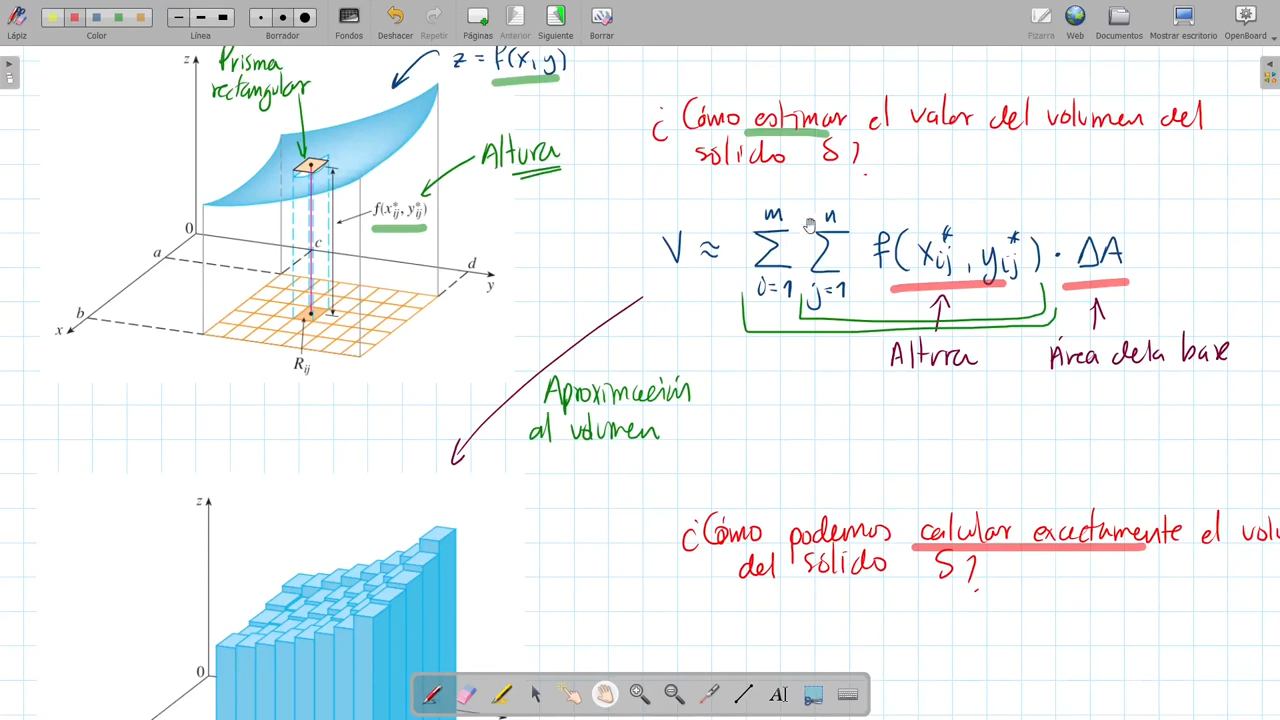 Lápiz
Color
Línea
Borrador
Fondos
Deshacer
Repetir
Páginas
Anterior
Siguiente
Borrar
Pizarra
Web
Documentos
Mostrar escritorio
OpenBoard
Prisma
rectangular
z = f(x, y)
Altura
z
0
a
b
x
c
d
y
f(x*ij, y*ij)
Rij
¿Cómo estimar el valor del volumen del
sólido S?
V ≈ m∑i=1 n∑j=1 f(x*ij, y*ij) · ΔA
Altura
Área de la base
Aproximación
al volumen
z
0
¿Cómo podemos calcular exactamente el volu
del sólido S?